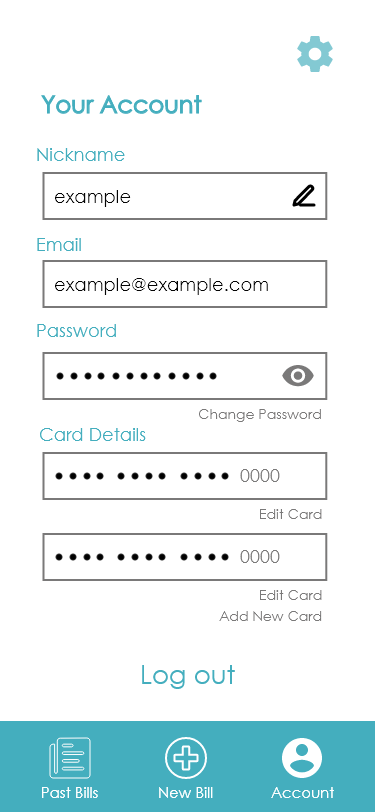 Your Account
Nickname
example
Email
example@example.com
Password
••••••••••••
Change Password
Card Details
•••• •••• •••• 0000
Edit Card
•••• •••• •••• 0000
Edit Card
Add New Card
Log out
Past Bills New Bill Account